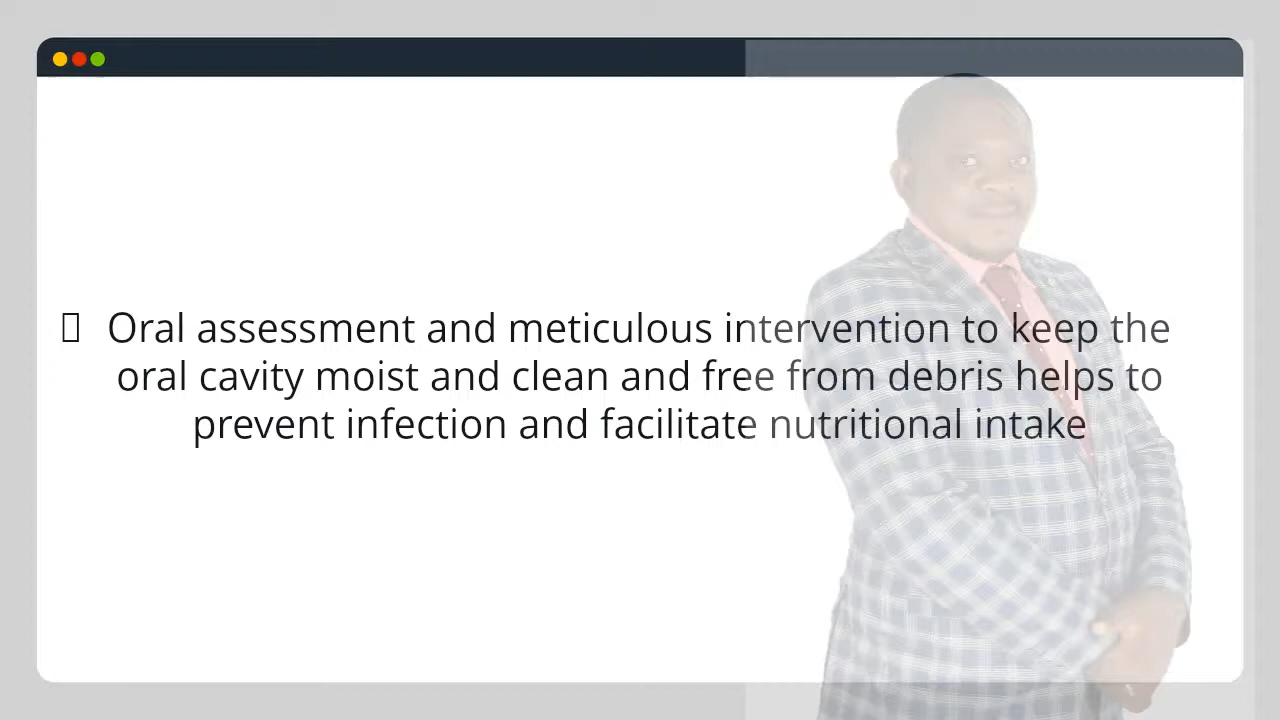 Oral assessment and meticulous intervention to keep the
oral cavity moist and clean and free from debris helps to
prevent infection and facilitate nutritional intake